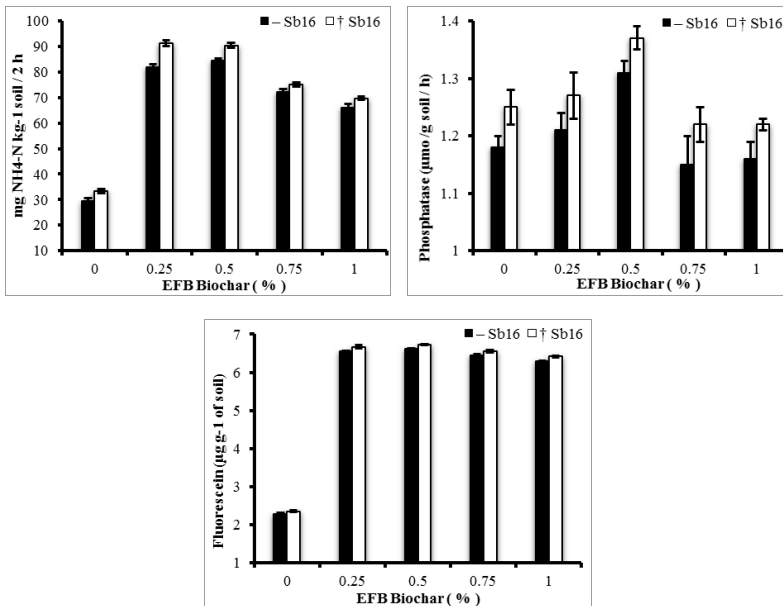 – Sb16 † Sb16
mg NH4-N kg-1 soil / 2 h
100
90
80
70
60
50
40
30
20
10
0 0.25 0.5 0.75 1
EFB Biochar ( % )
– Sb16 † Sb16
Phosphatase (µmo /g soil / h)
1.4
1.3
1.2
1.1
1
0 0.25 0.5 0.75 1
EFB Biochar ( % )
– Sb16 † Sb16
Fluorescein (µg g-1 of soil)
7
6
5
4
3
2
1
0 0.25 0.5 0.75 1
EFB Biochar ( % )